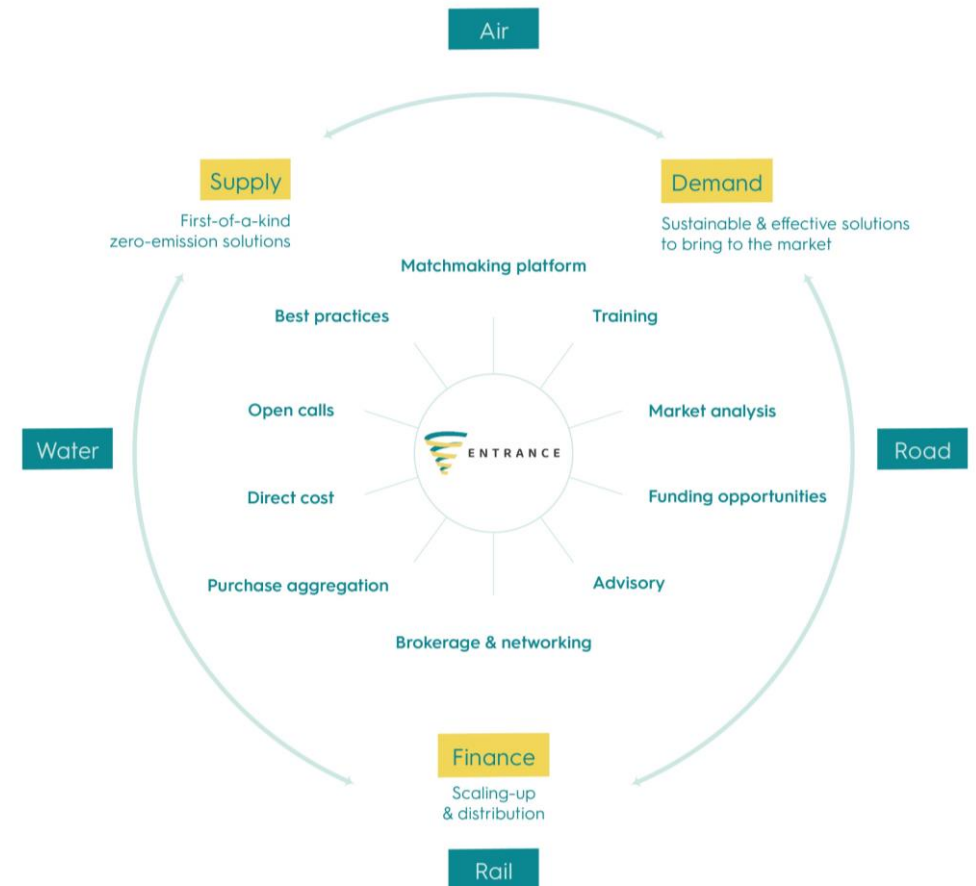 Air
Supply
First-of-a-kind
zero-emission solutions
Demand
Sustainable & effective solutions
to bring to the market
Matchmaking platform
Best practices
Training
Open calls
Market analysis
Water
ENTRANCE
Road
Direct cost
Funding opportunities
Purchase aggregation
Advisory
Brokerage & networking
Finance
Scaling-up
& distribution
Rail